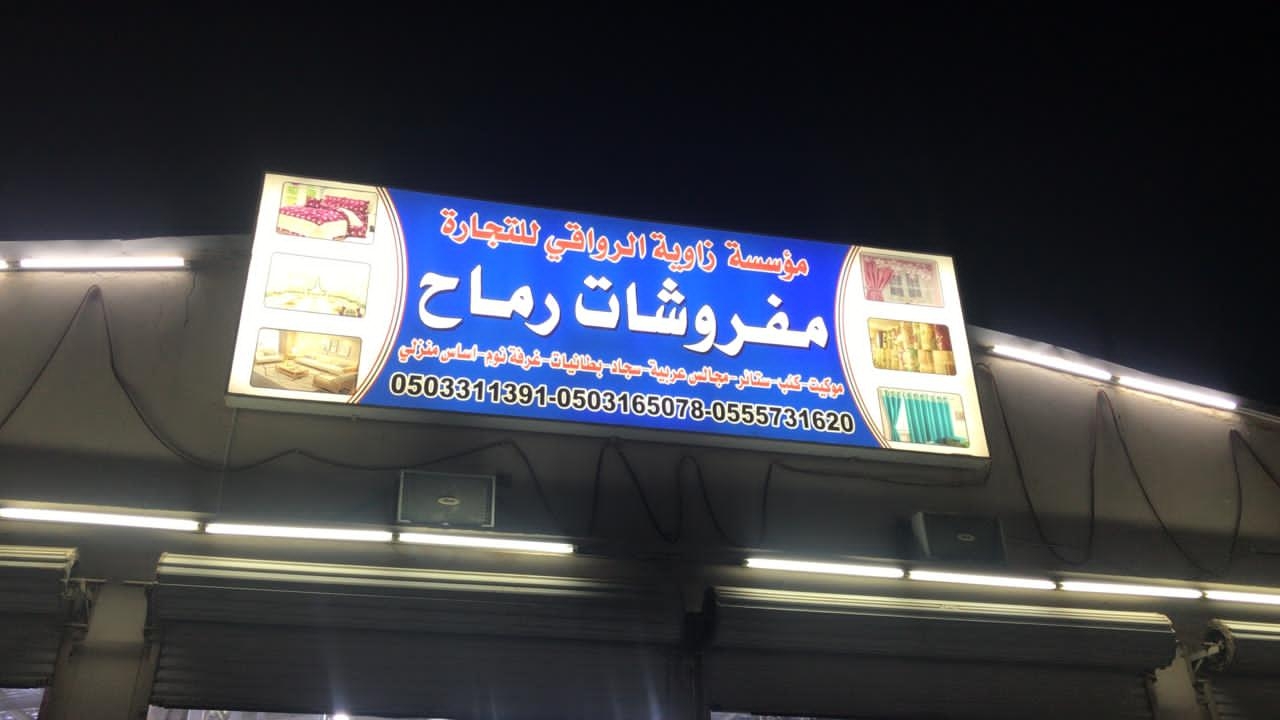 مؤسسة زاوية الرواقي للتجارة
مفروشات رماح
موكيت-كنب-ستائر-مجالس عربية-سجاد-بطانيات-غرفة نوم-اساس منزلي
0503311391-0503165078-0555731620